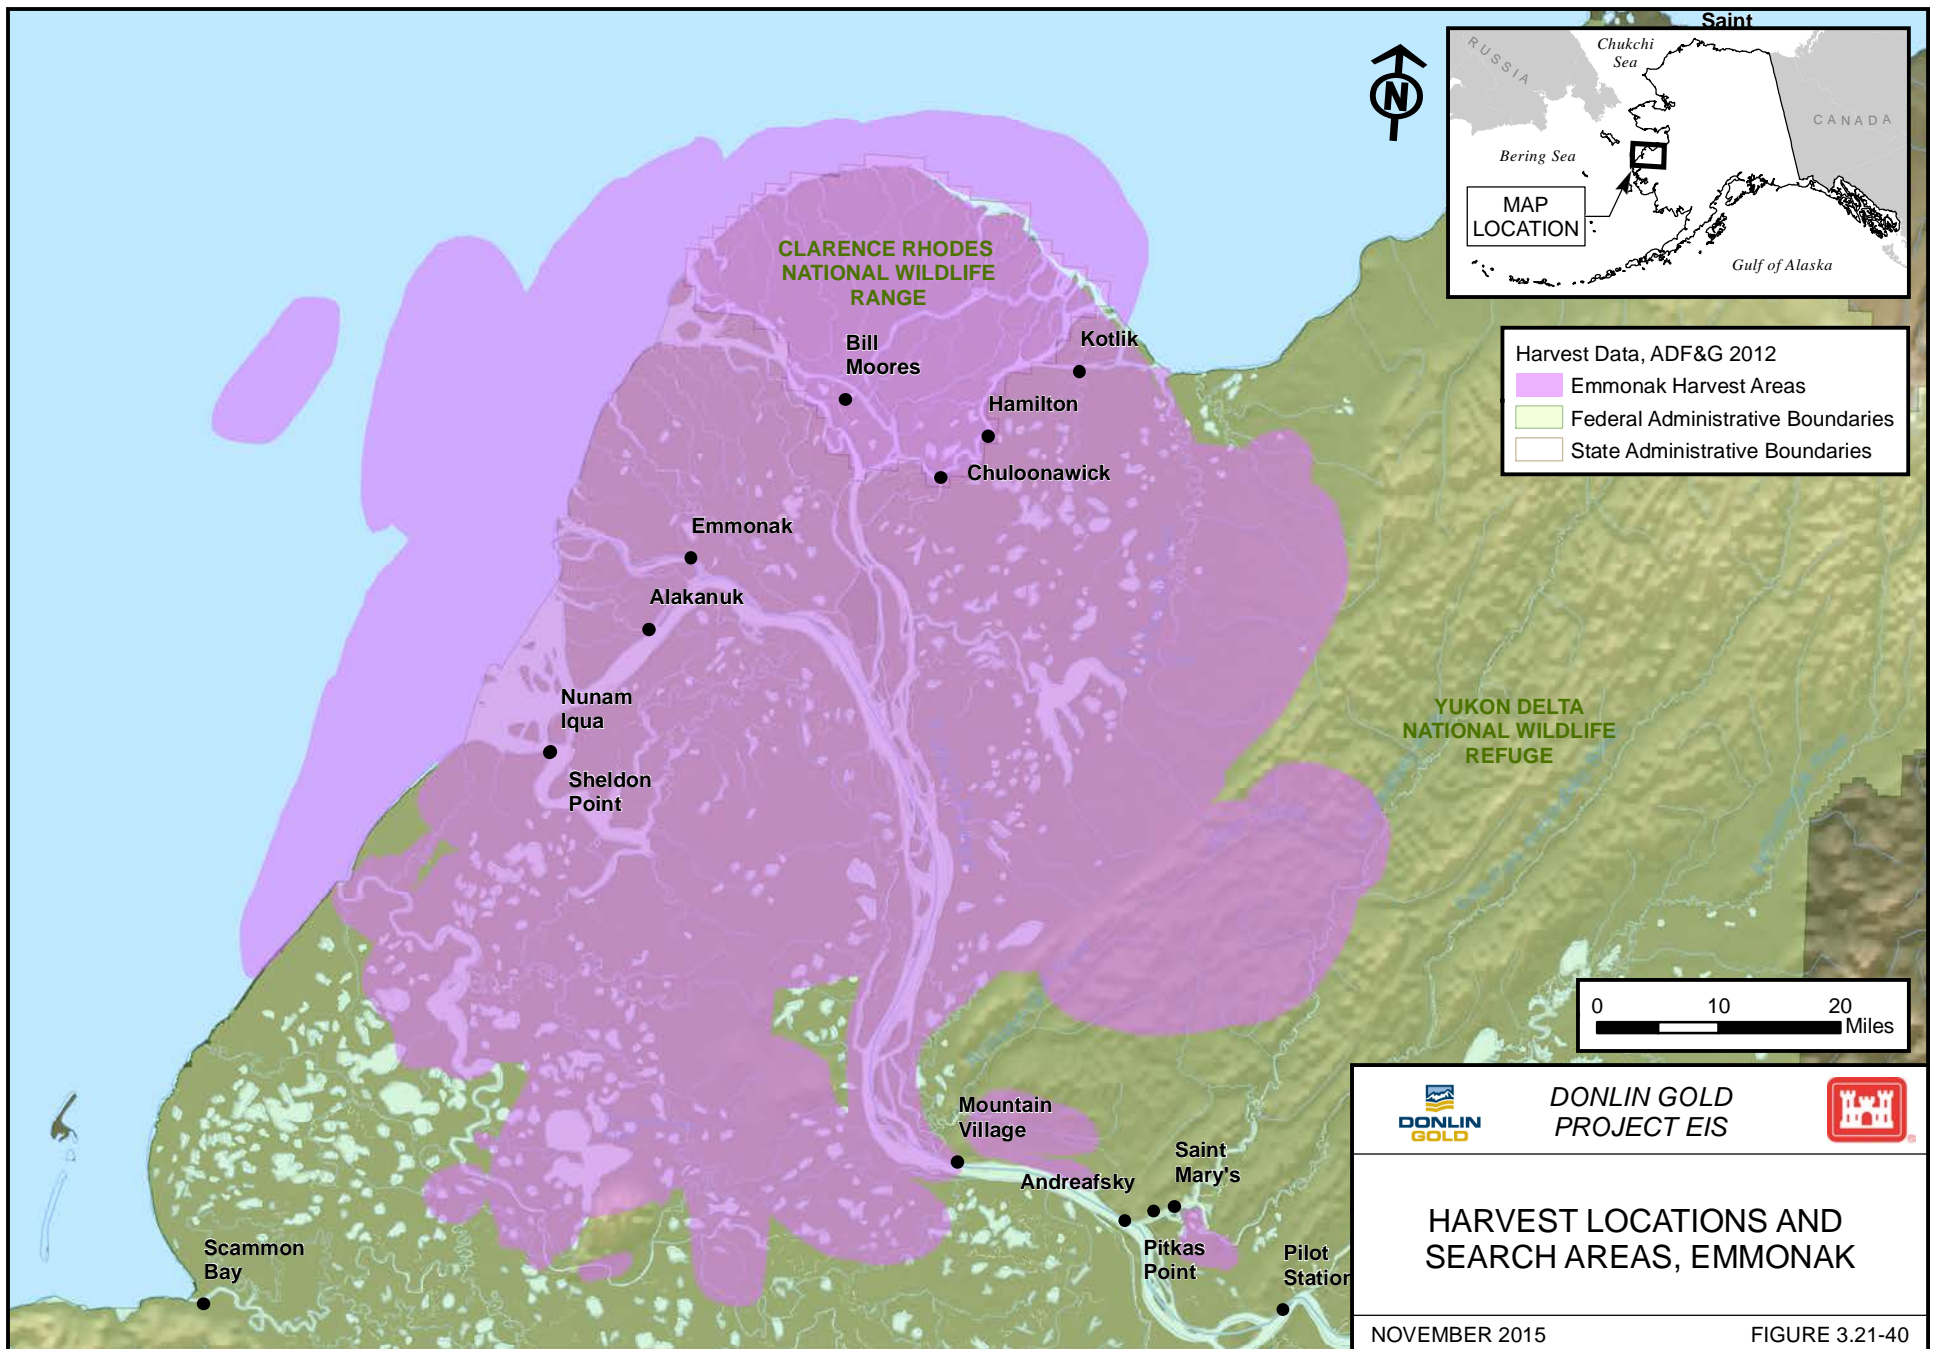 Saint
RUSSIA
Chukchi
Sea
CANADA
Bering Sea
MAP
LOCATION
Gulf of Alaska
N
CLARENCE RHODES
NATIONAL WILDLIFE
RANGE
Bill
Moores
Kotlik
Hamilton
Chuloonawick
Harvest Data, ADF&G 2012
Emmonak Harvest Areas
Federal Administrative Boundaries
State Administrative Boundaries
Emmonak
Alakanuk
Nunam
Iqua
Sheldon
Point
YUKON DELTA
NATIONAL WILDLIFE
REFUGE
0 10 20
Miles
Mountain
Village
Andreafsky
Saint
Mary's
Pitkas
Point
Pilot
Station
Scammon
Bay
DONLIN
GOLD
DONLIN GOLD
PROJECT EIS
®
HARVEST LOCATIONS AND
SEARCH AREAS, EMMONAK
NOVEMBER 2015
FIGURE 3.21-40